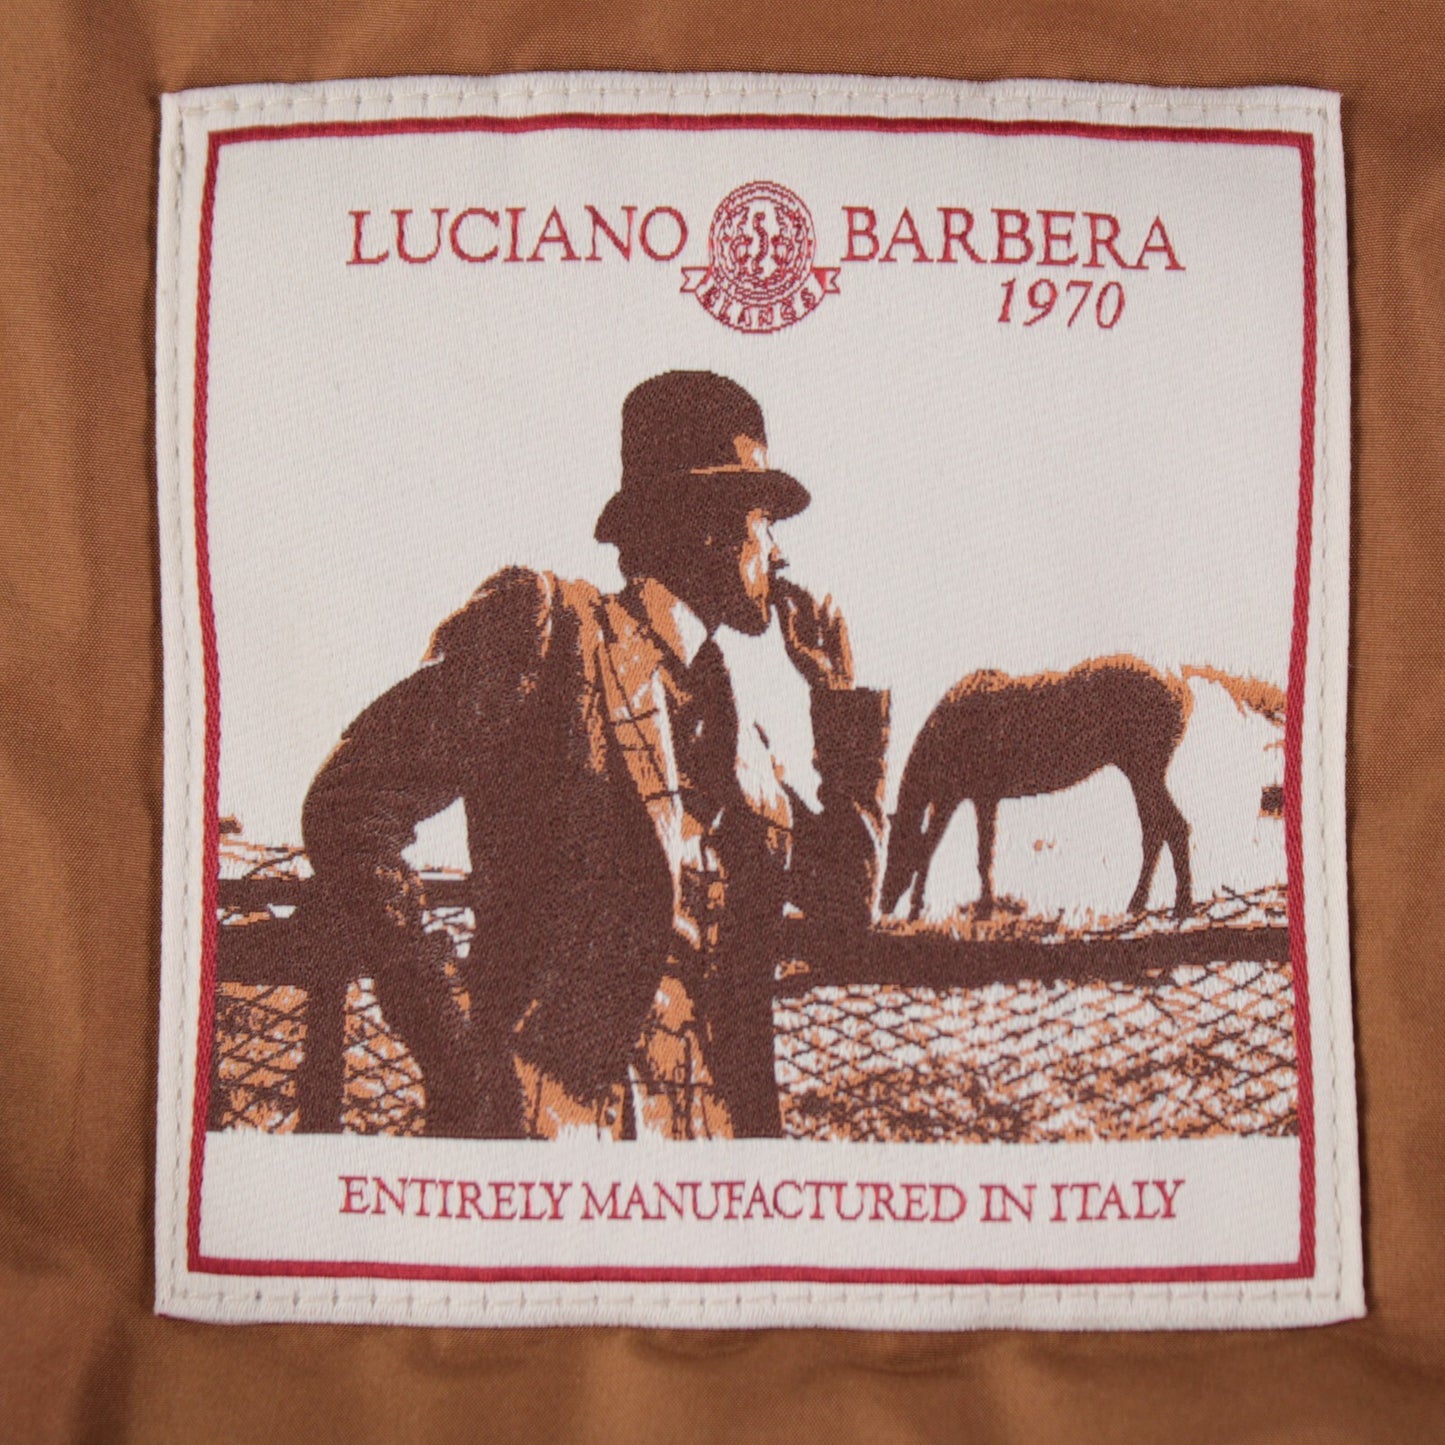 LUCIANO BARBERA
1970
ENTIRELY MANUFACTURED IN ITALY